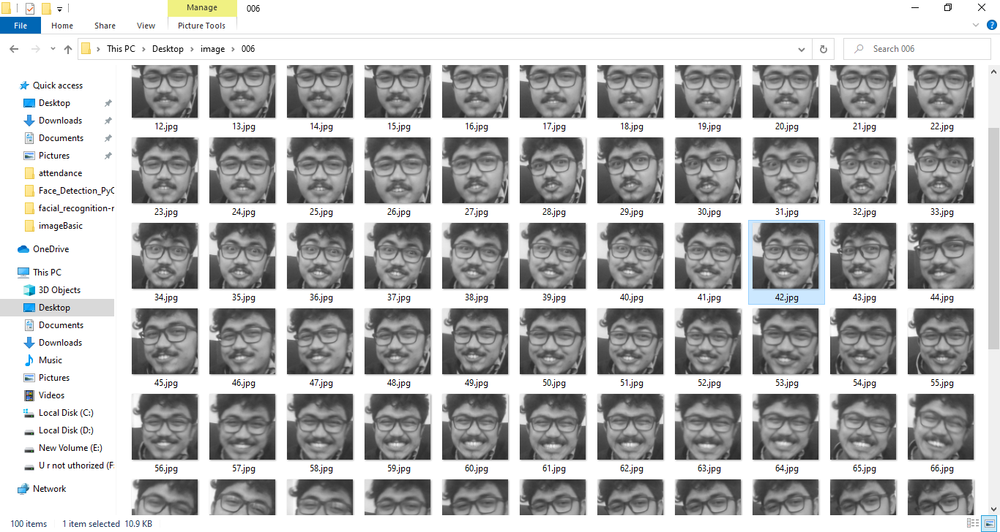 Manage
006
File
Home
Share
View
Picture Tools
This PC
Desktop
image
006
Search 006
Quick access
Desktop
Downloads
Documents
Pictures
attendance
Face_Detection_PyC
facial_recognition-r
imageBasic
OneDrive
This PC
3D Objects
Desktop
Documents
Downloads
Music
Pictures
Videos
Local Disk (C:)
Local Disk (D:)
New Volume (E:)
U r not uthorized (F:
Network
12.jpg 13.jpg 14.jpg 15.jpg 16.jpg 17.jpg 18.jpg 19.jpg 20.jpg 21.jpg 22.jpg
23.jpg 24.jpg 25.jpg 26.jpg 27.jpg 28.jpg 29.jpg 30.jpg 31.jpg 32.jpg 33.jpg
34.jpg 35.jpg 36.jpg 37.jpg 38.jpg 39.jpg 40.jpg 41.jpg 42.jpg 43.jpg 44.jpg
45.jpg 46.jpg 47.jpg 48.jpg 49.jpg 50.jpg 51.jpg 52.jpg 53.jpg 54.jpg 55.jpg
56.jpg 57.jpg 58.jpg 59.jpg 60.jpg 61.jpg 62.jpg 63.jpg 64.jpg 65.jpg 66.jpg
100 items 1 item selected 10.9 KB